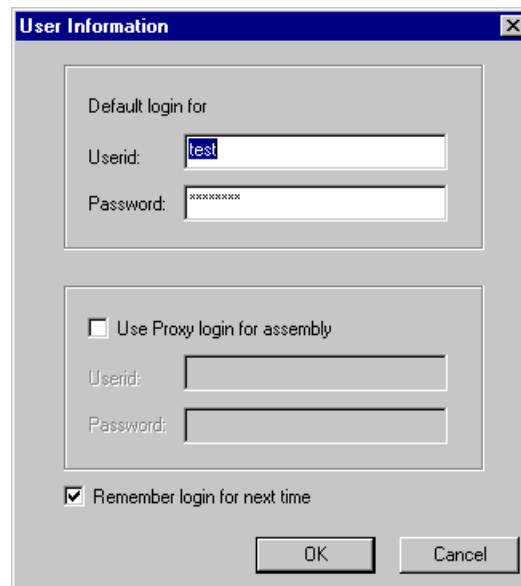 User Information
Default login for
Userid: test
Password: ********
Use Proxy login for assembly
Userid:
Password:
Remember login for next time
OK Cancel